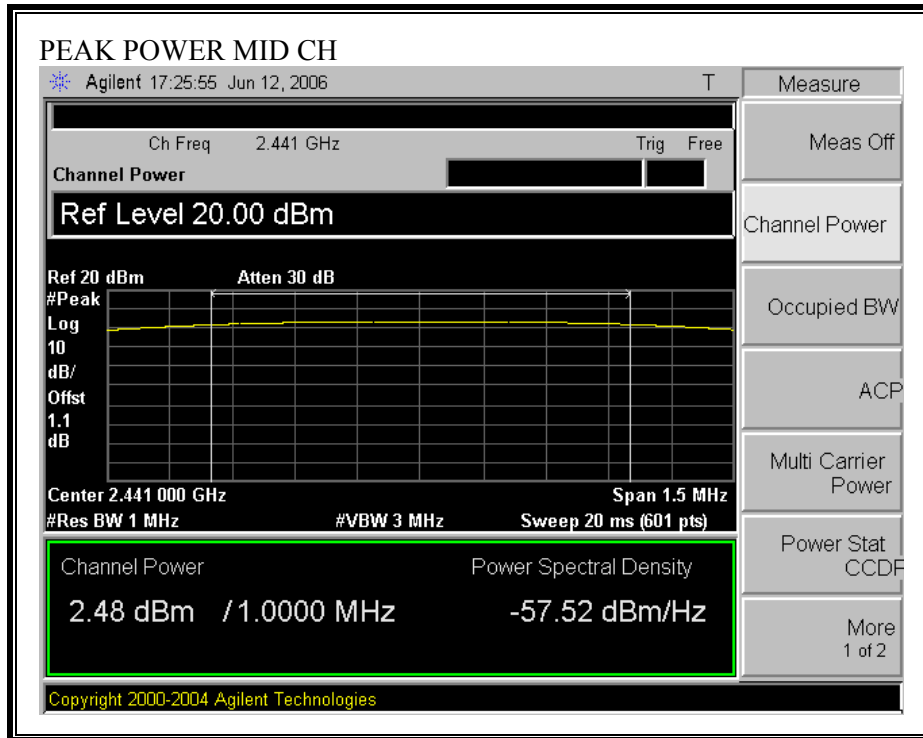 PEAK POWER MID CH
Agilent 17:25:55 Jun 12, 2006 T
Measure
Ch Freq 2.441 GHz Trig Free
Channel Power
Ref Level 20.00 dBm
Ref 20 dBm Atten 30 dB
#Peak
Log
10
dB/
Offst
1.1
dB
Center 2.441 000 GHz Span 1.5 MHz
#Res BW 1 MHz #VBW 3 MHz Sweep 20 ms (601 pts)
Channel Power Power Spectral Density
2.48 dBm / 1.0000 MHz -57.52 dBm/Hz
Copyright 2000-2004 Agilent Technologies
Meas Off
Channel Power
Occupied BW
ACP
Multi Carrier
Power
Power Stat
CCDF
More
1 of 2